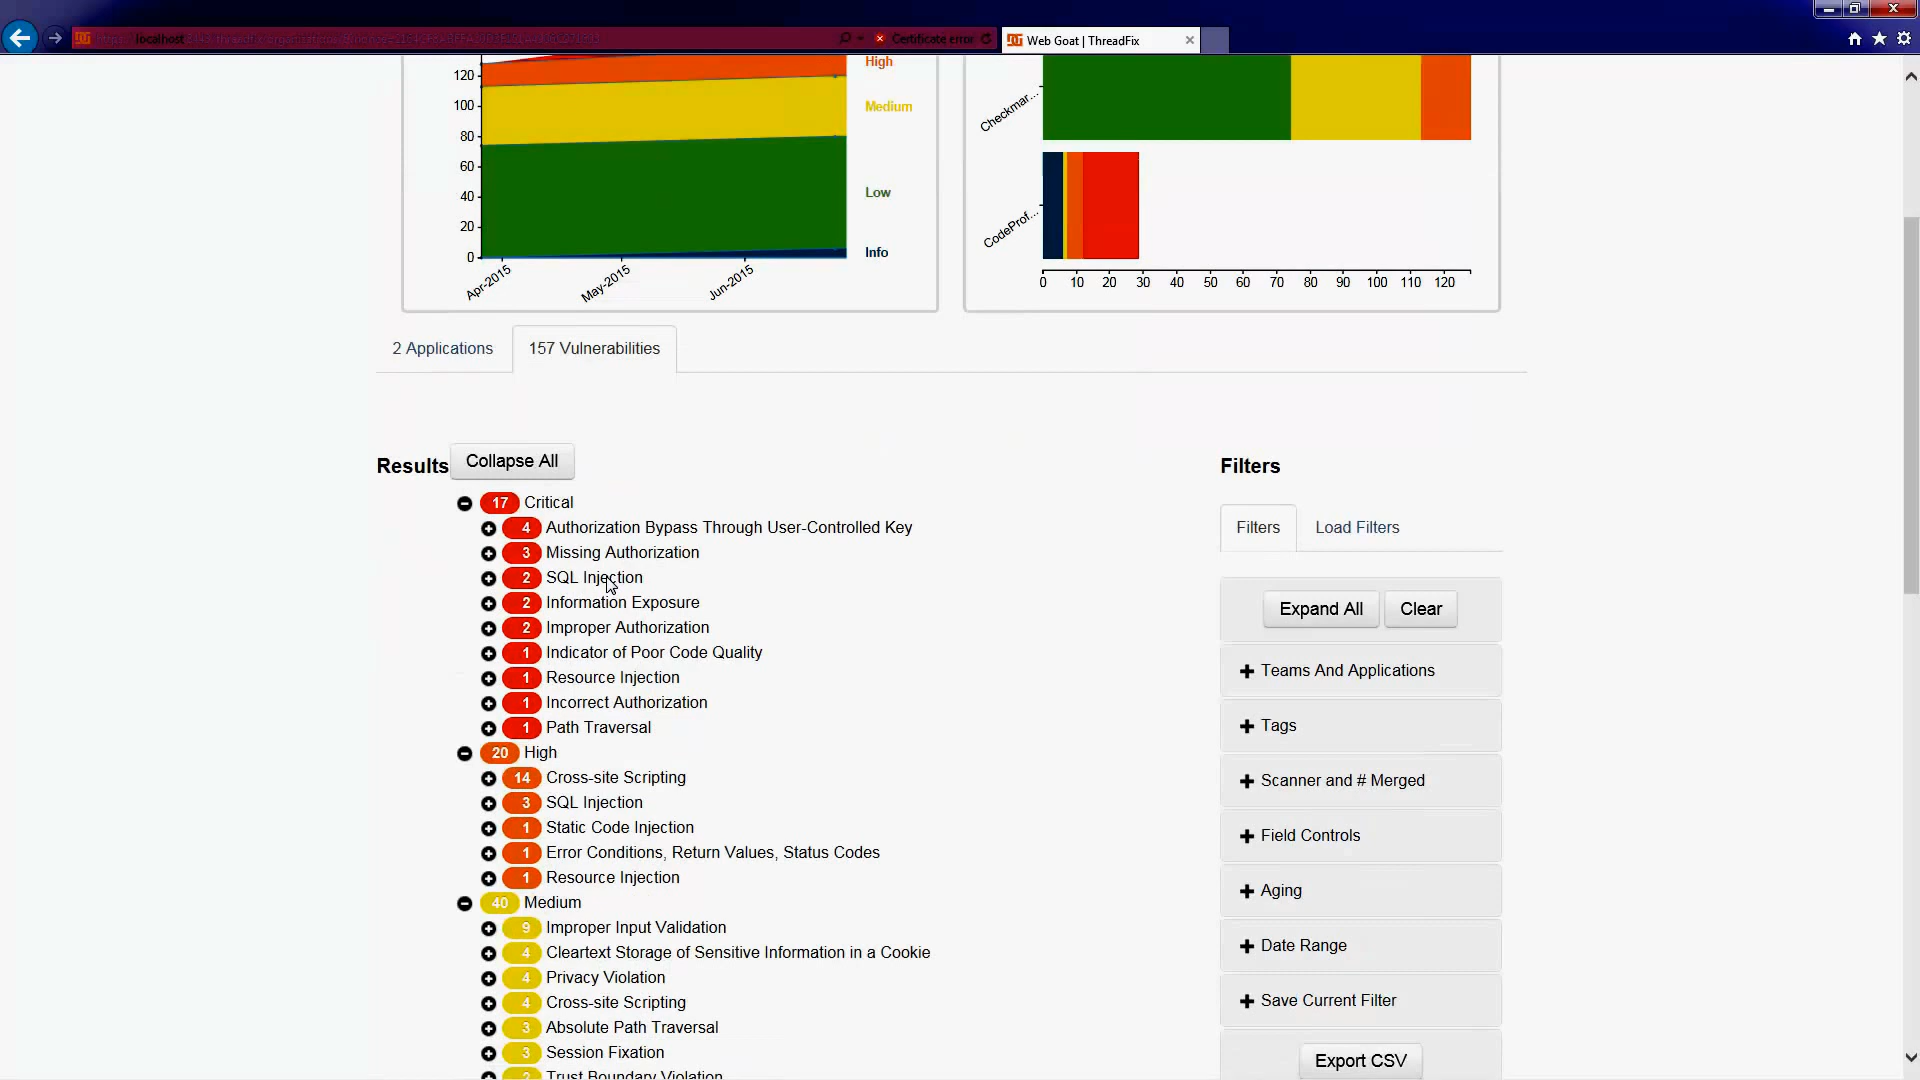 localhost
Certificate error
Web Goat | ThreadFix
120
100
80
60
40
20
0
Apr-2015
May-2015
Jun-2015
High
Medium
Low
Info
Checkmar...
CodeProf...
0 10 20 30 40 50 60 70 80 90 100 110 120
2 Applications
157 Vulnerabilities
Results
Collapse All
17 Critical
4 Authorization Bypass Through User-Controlled Key
3 Missing Authorization
2 SQL Injection
2 Information Exposure
2 Improper Authorization
1 Indicator of Poor Code Quality
1 Resource Injection
1 Incorrect Authorization
1 Path Traversal
20 High
14 Cross-site Scripting
3 SQL Injection
1 Static Code Injection
1 Error Conditions, Return Values, Status Codes
1 Resource Injection
40 Medium
9 Improper Input Validation
4 Cleartext Storage of Sensitive Information in a Cookie
4 Privacy Violation
4 Cross-site Scripting
3 Absolute Path Traversal
3 Session Fixation
2 Trust Boundary Violation
Filters
Filters
Load Filters
Expand All
Clear
Teams And Applications
Tags
Scanner and # Merged
Field Controls
Aging
Date Range
Save Current Filter
Export CSV